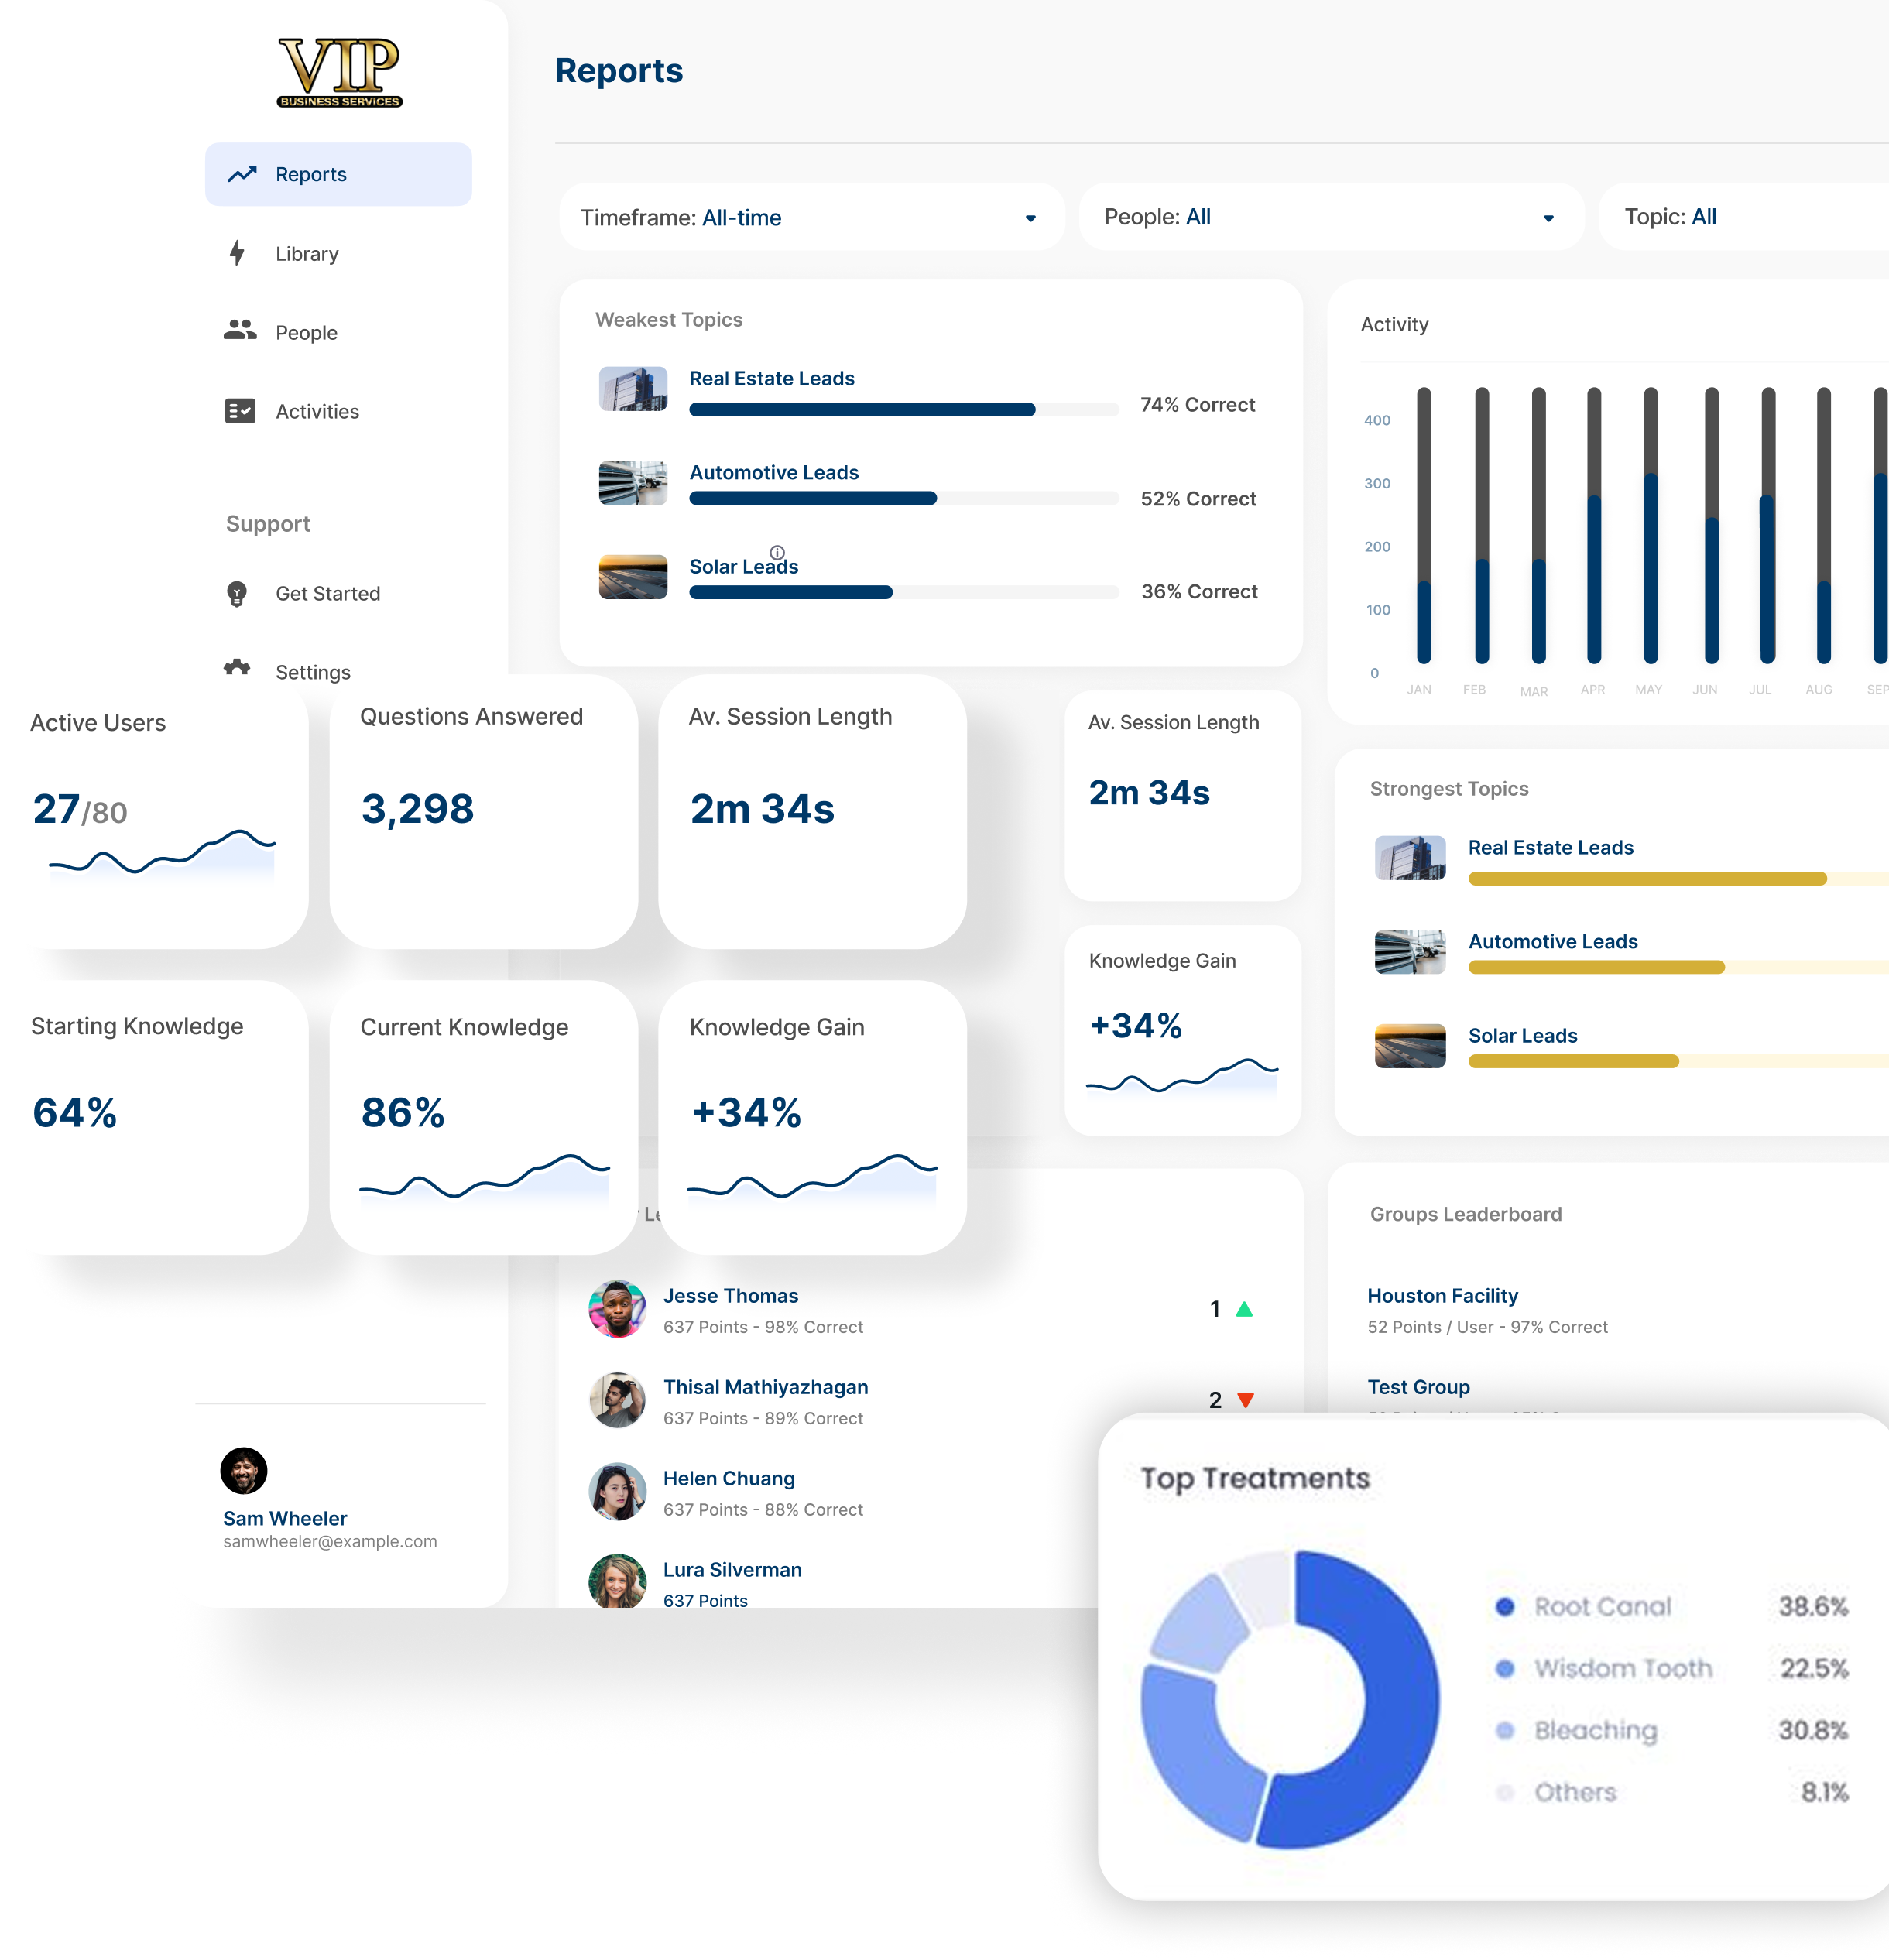 VIP
BUSINESS SERVICES
Reports
Library
People
Activities
Support
Get Started
Settings
Reports
Timeframe: All-time
People: All
Topic: All
Weakest Topics
Real Estate Leads
74% Correct
Automotive Leads
52% Correct
Solar Leads
36% Correct
Activity
400
300
200
100
0
JAN FEB MAR APR MAY JUN JUL AUG SEP
Active Users
27/80
Questions Answered
3,298
Av. Session Length
2m 34s
Av. Session Length
2m 34s
Starting Knowledge
64%
Current Knowledge
86%
Knowledge Gain
+34%
Knowledge Gain
+34%
Strongest Topics
Real Estate Leads
Automotive Leads
Solar Leads
Jesse Thomas
637 Points - 98% Correct
1
Thisal Mathiyazhagan
637 Points - 89% Correct
2
Helen Chuang
637 Points - 88% Correct
Lura Silverman
637 Points
Groups Leaderboard
Houston Facility
52 Points / User - 97% Correct
Test Group
Sam Wheeler
samwheeler@example.com
Top Treatments
Root Canal 38.6%
Wisdom Tooth 22.5%
Bleaching 30.8%
Others 8.1%